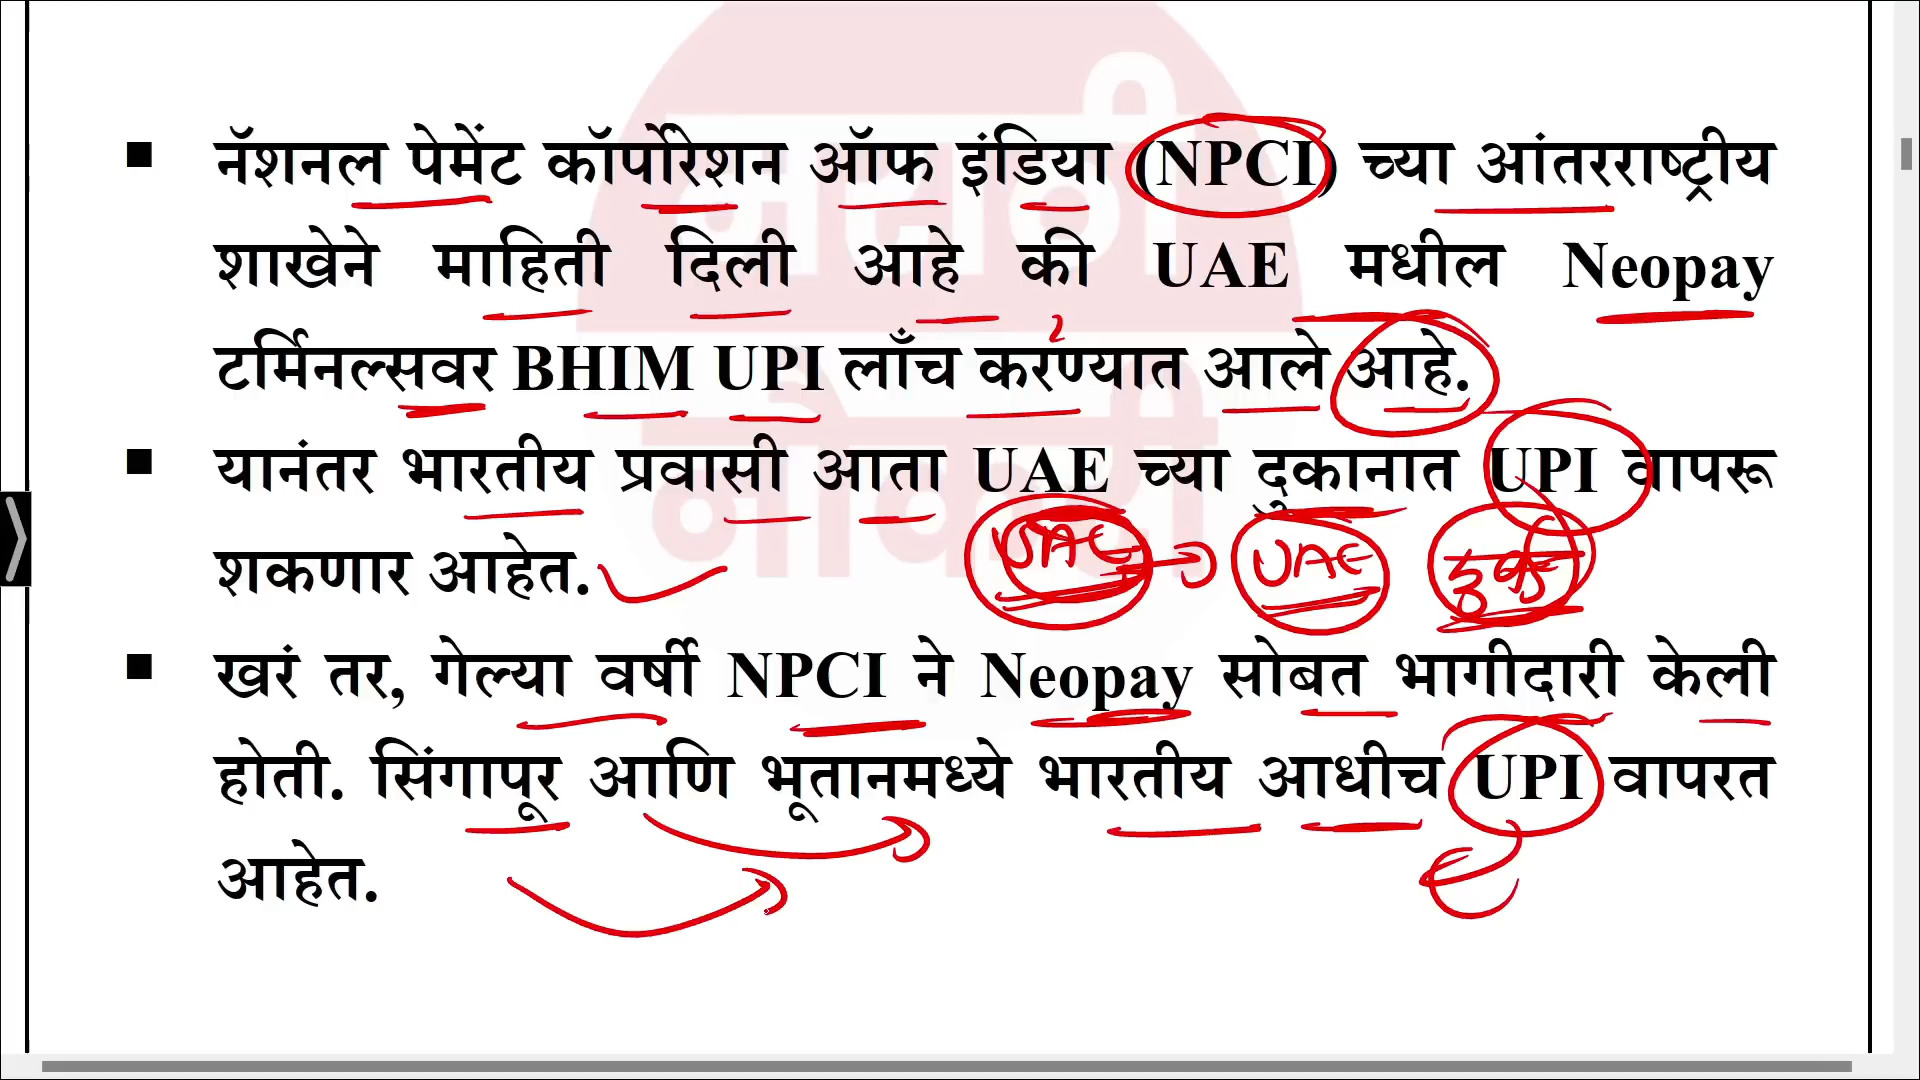 ▪ नॅशनल पेमेंट कॉर्पोरेशन ऑफ इंडिया (NPCI) च्या आंतरराष्ट्रीय
शाखेने माहिती दिली आहे की UAE मधील Neopay
टर्मिनल्सवर BHIM UPI लाँच करण्यात आले आहे.
▪ यानंतर भारतीय प्रवासी आता UAE च्या दुकानात UPI वापरू
शकणार आहेत.
UAE UAE
▪ खरं तर, गेल्या वर्षी NPCI ने Neopay सोबत भागीदारी केली
होती. सिंगापूर आणि भूतानमध्ये भारतीय आधीच UPI वापरत
आहेत.